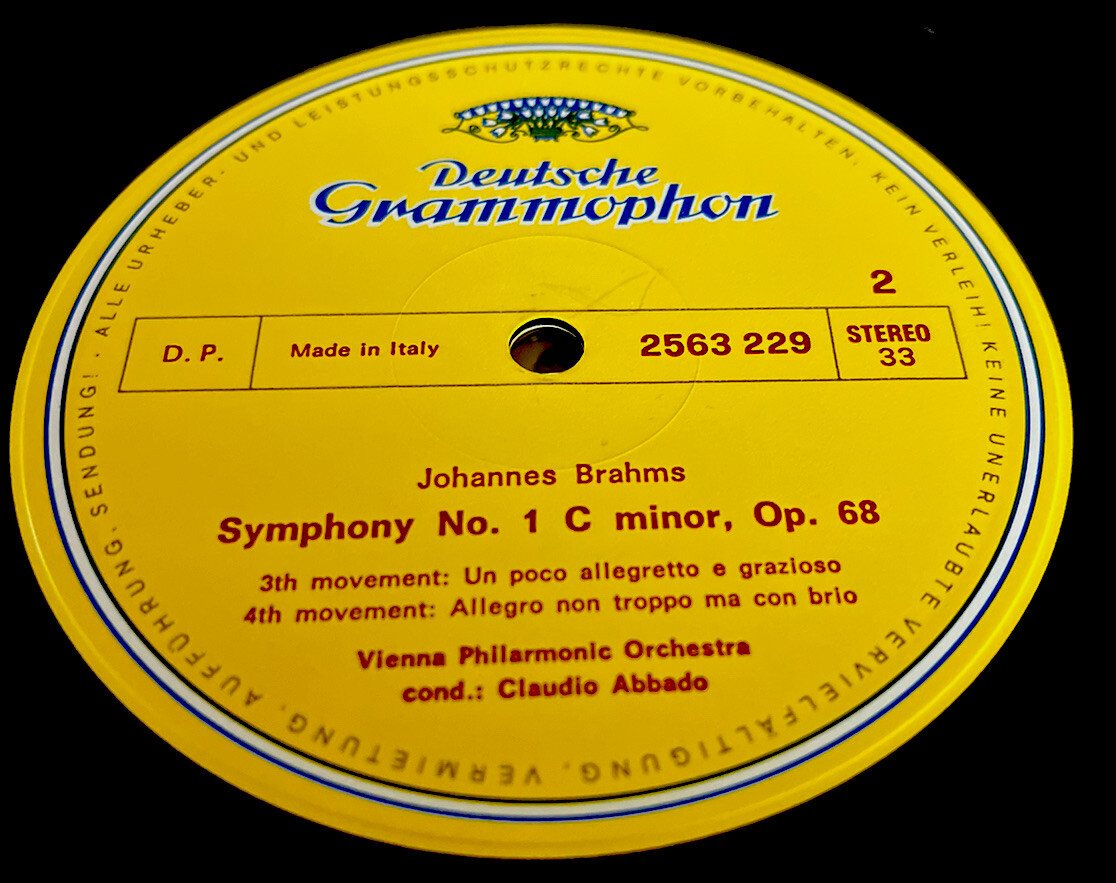 ALLE URHEBER- UND LEISTUNGSSCHUTZRECHTE VORBEHALTEN· KEIN VERLEIH! KEINE UNERLAUBTE VERVIELFÄLTIGUNG, VERMIETUNG, AUFFÜHRUNG, SENDUNG! ·
Deutsche
Grammophon
2
D. P.
Made in Italy
2563 229
STEREO
33
Johannes Brahms
Symphony No. 1 C minor, Op. 68
3th movement: Un poco allegretto e grazioso
4th movement: Allegro non troppo ma con brio
Vienna Philarmonic Orchestra
cond.: Claudio Abbado